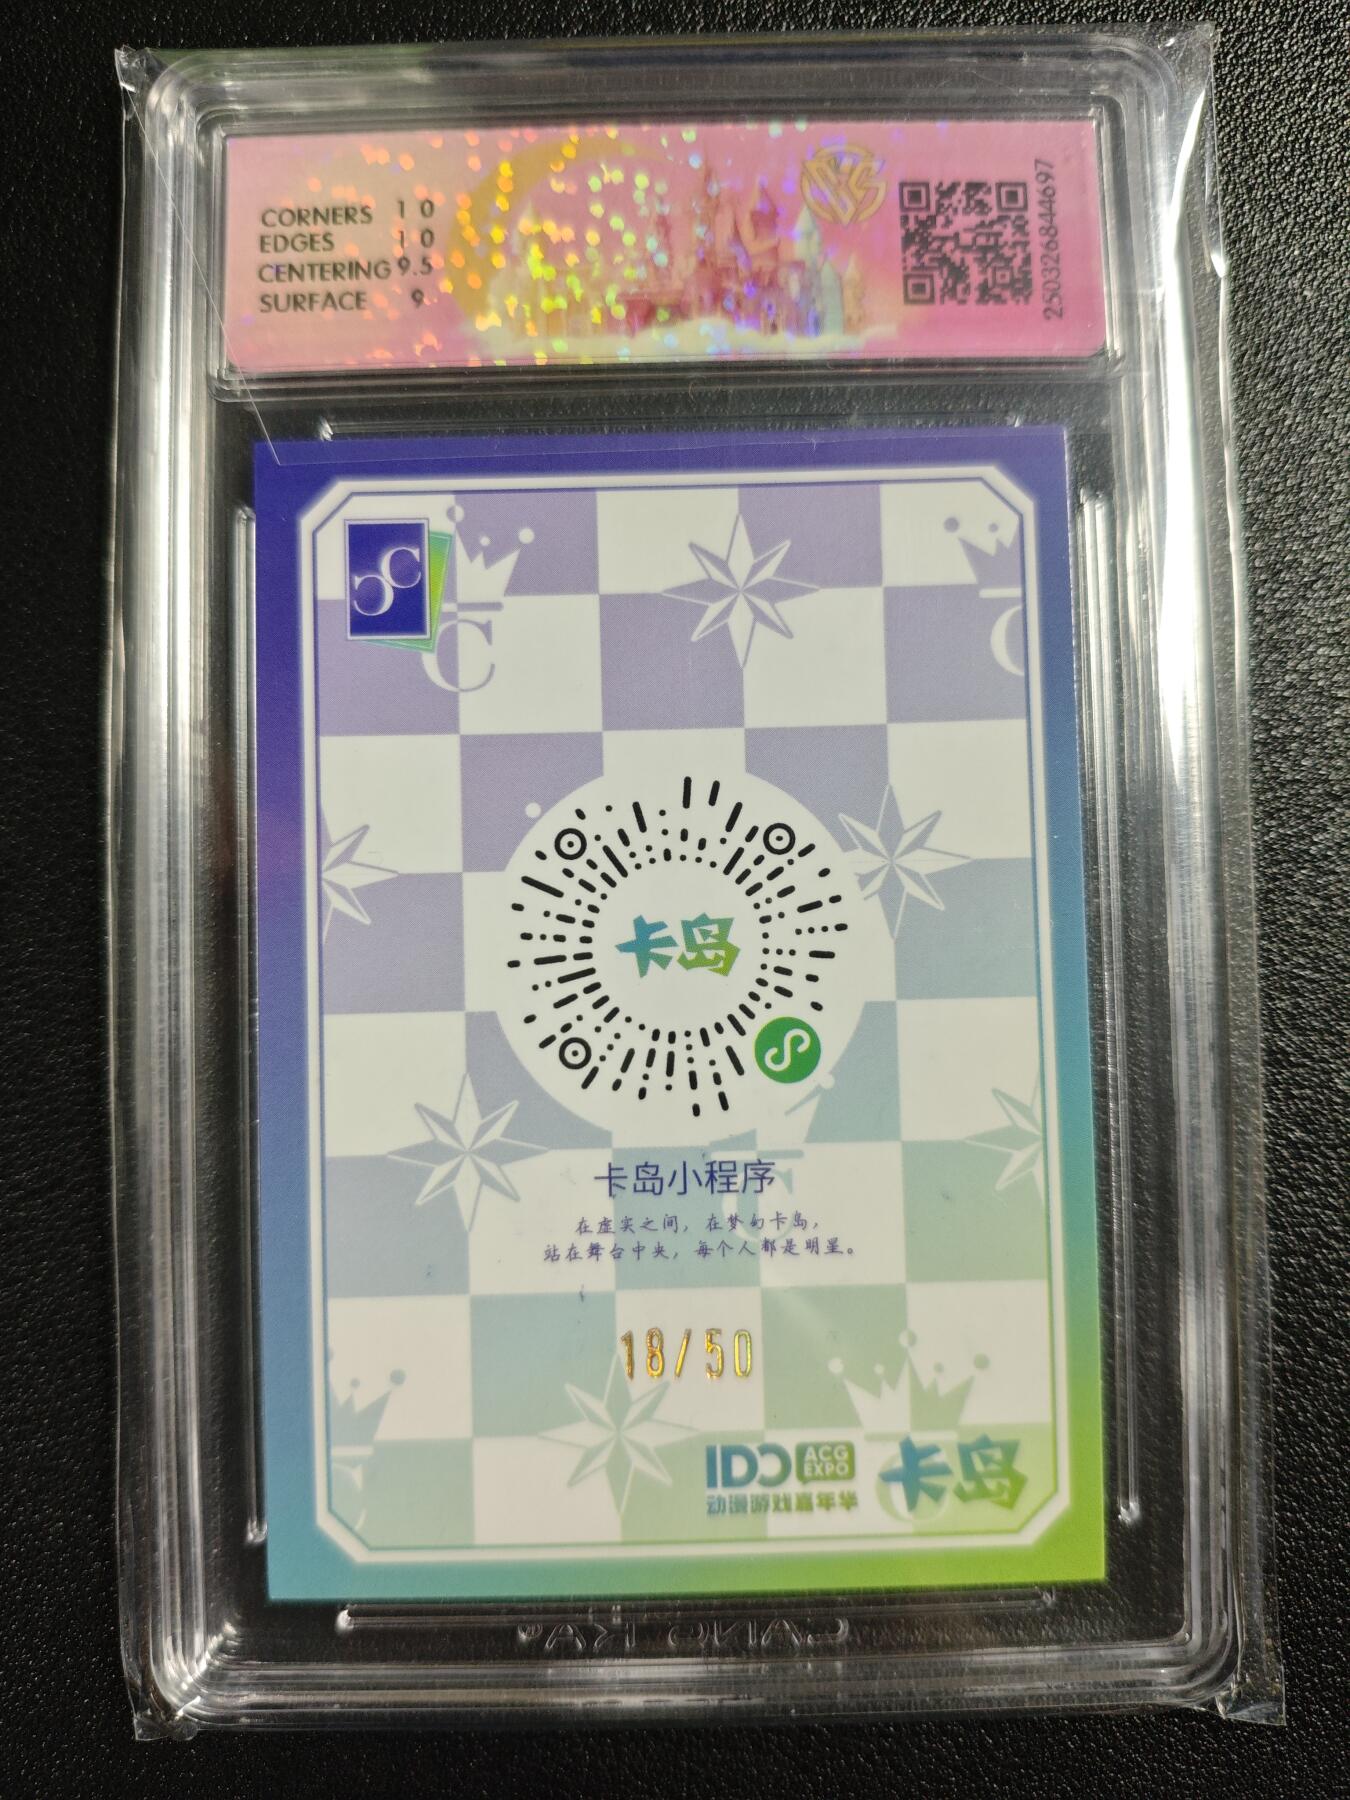 CORNERS 10
EDGES 10
CENTERING 9.5
SURFACE 9
250326844697
C
C
卡岛
卡岛小程序
在虚实之间，在梦幻卡岛，
站在舞台中央，每个人都是明星。
18/50
IDO ACG EXPO
动漫游戏嘉年华
卡岛